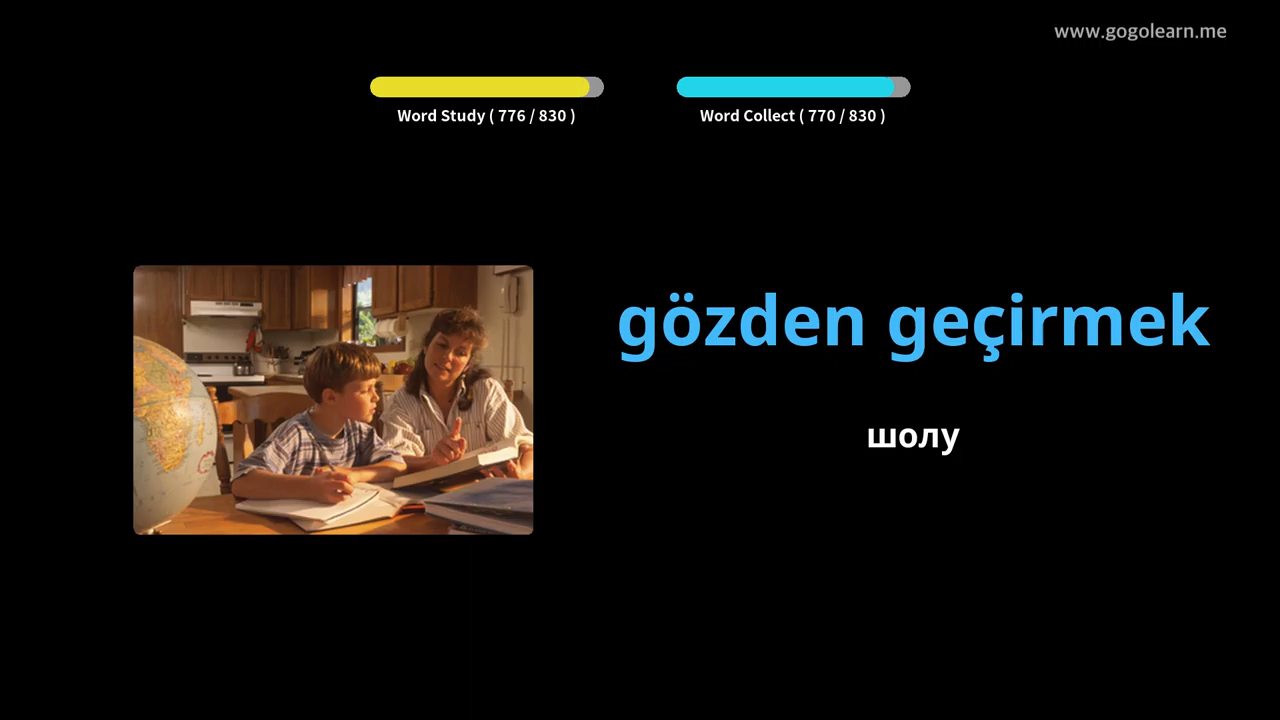 www.gogolearn.me
Word Study ( 776 / 830 )
Word Collect ( 770 / 830 )
gözden geçirmek
шолу